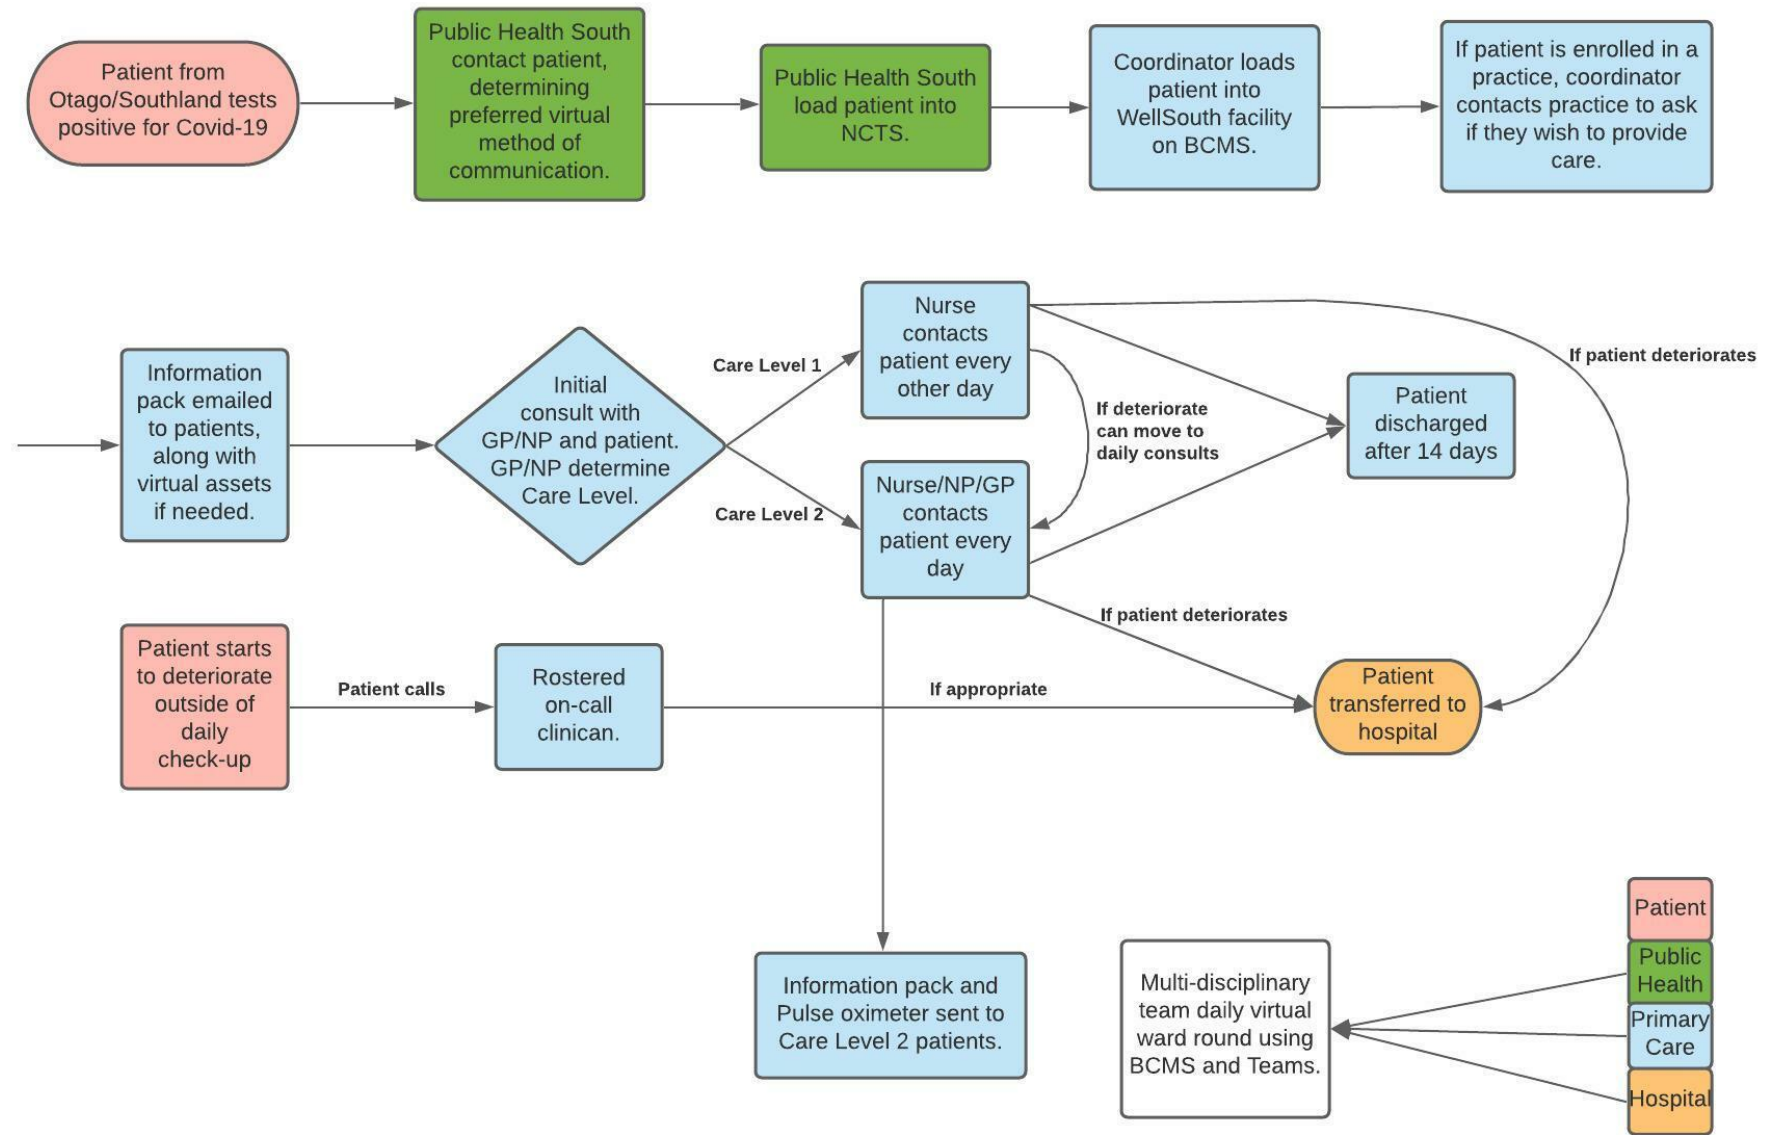 Patient from
Otago/Southland tests
positive for Covid-19
Public Health South
contact patient,
determining
preferred virtual
method of
communication.
Public Health South
load patient into
NCTS.
Coordinator loads
patient into
WellSouth facility
on BCMS.
If patient is enrolled in a
practice, coordinator
contacts practice to ask
if they wish to provide
care.
Information
pack emailed
to patients,
along with
virtual assets
if needed.
Initial
consult with
GP/NP and patient.
GP/NP determine
Care Level.
Care Level 1
Care Level 2
Nurse
contacts
patient every
other day
If deteriorate
can move to
daily consults
Nurse/NP/GP
contacts
patient every
day
Patient
discharged
after 14 days
If patient deteriorates
If patient deteriorates
Patient starts
to deteriorate
outside of
daily
check-up
Patient calls
Rostered
on-call
clinican.
If appropriate
Patient
transferred to
hospital
Information pack and
Pulse oximeter sent to
Care Level 2 patients.
Multi-disciplinary
team daily virtual
ward round using
BCMS and Teams.
Patient
Public
Health
Primary
Care
Hospital